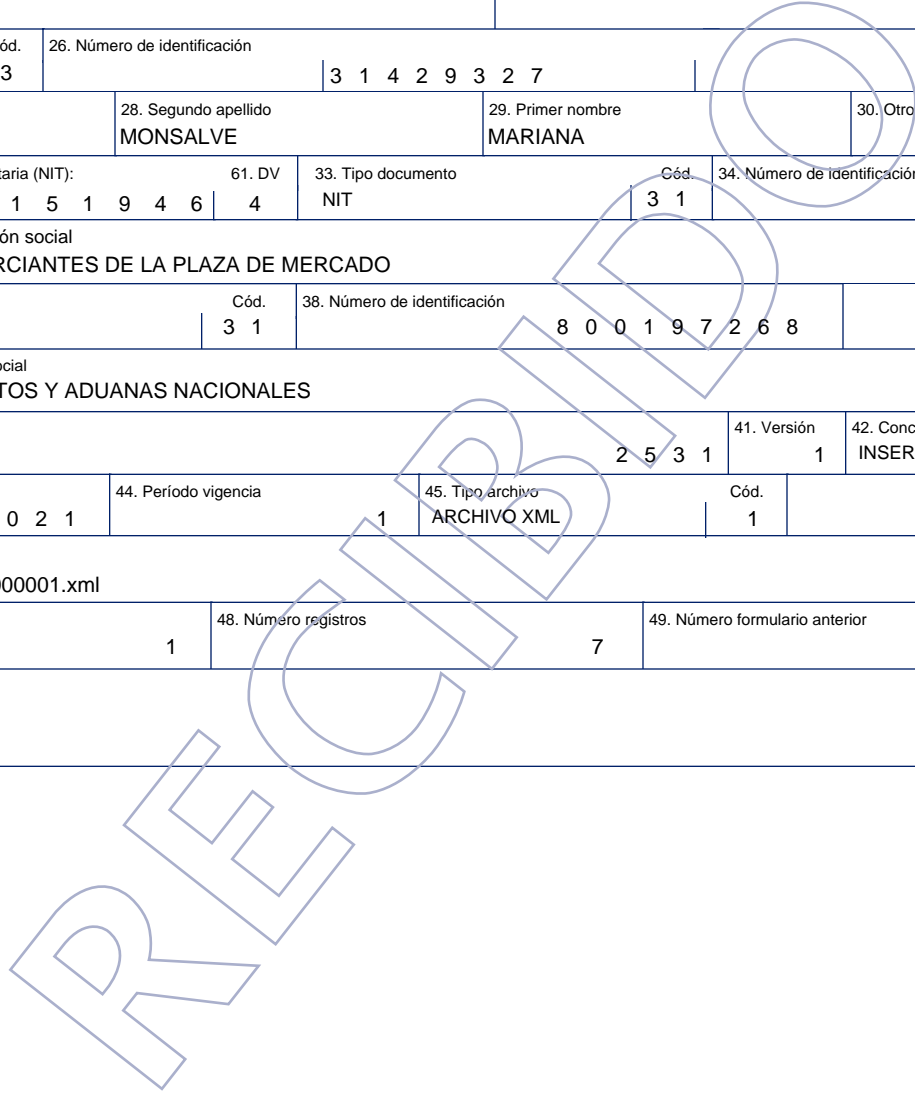 ód. 26. Número de identificación
3 3 1 4 2 9 3 2 7
28. Segundo apellido 29. Primer nombre 30. Otro
MONSALVE MARIANA
taria (NIT): 61. DV 33. Tipo documento Cód. 34. Número de identificación
1 5 1 9 4 6 4 NIT 3 1
ón social
RCIANTES DE LA PLAZA DE MERCADO
Cód. 38. Número de identificación
3 1 8 0 0 1 9 7 2 6 8
ocial
TOS Y ADUANAS NACIONALES
41. Versión 42. Conc
2 5 3 1 1 INSER
44. Período vigencia 45. Tipo archivo Cód.
0 2 1 1 ARCHIVO XML 1
000001.xml
48. Número registros 49. Número formulario anterior
1 7
RECIBIDO